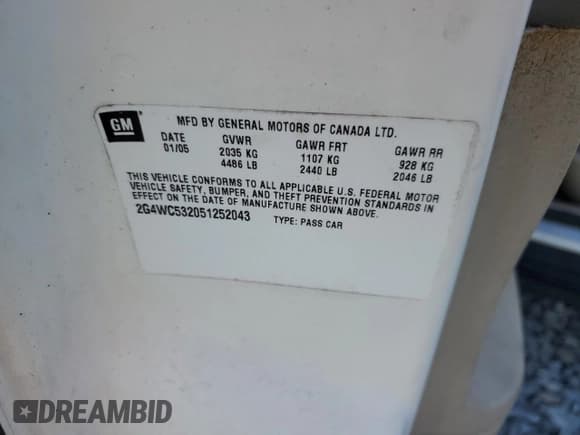 GM
MFD BY GENERAL MOTORS OF CANADA LTD.
DATE GVWR GAWR FRT GAWR RR
01/05 2035 KG 1107 KG 928 KG
4486 LB 2440 LB 2046 LB
THIS VEHICLE CONFORMS TO ALL APPLICABLE U.S. FEDERAL MOTOR
VEHICLE SAFETY, BUMPER, AND THEFT PREVENTION STANDARDS IN
EFFECT ON THE DATE OF MANUFACTURE SHOWN ABOVE.
2G4WC532051252043 TYPE: PASS CAR
DREAMBID